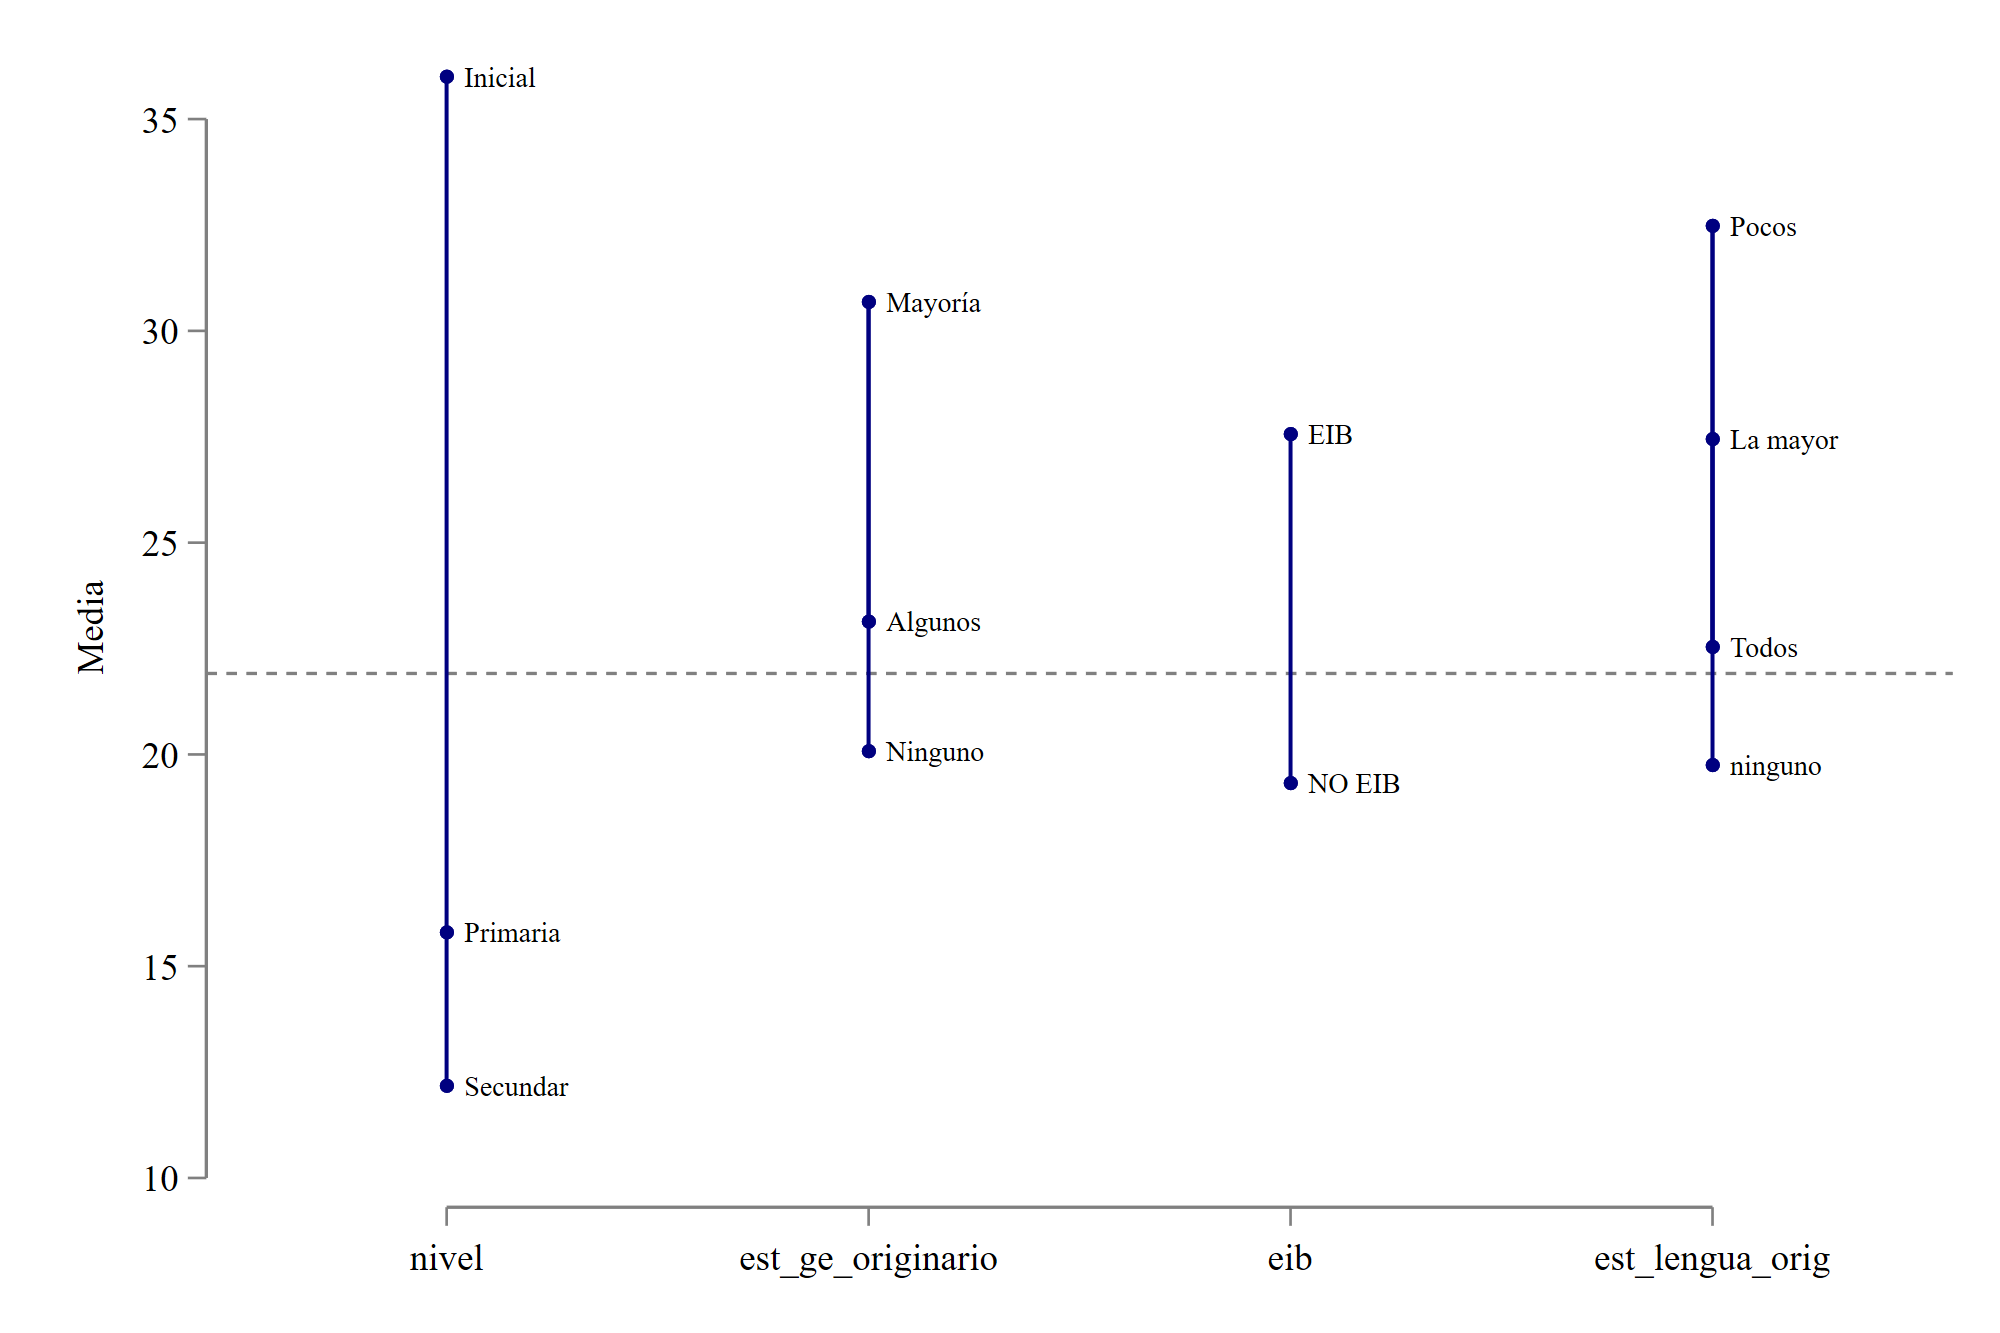 Inicial
35
Pocos
Mayoría
30
EIB
La mayor
25
Algunos
Todos
Media
Ninguno
20
ninguno
NO EIB
Primaria
15
Secundar
10
nivel
est_ge_originario
eib
est_lengua_orig